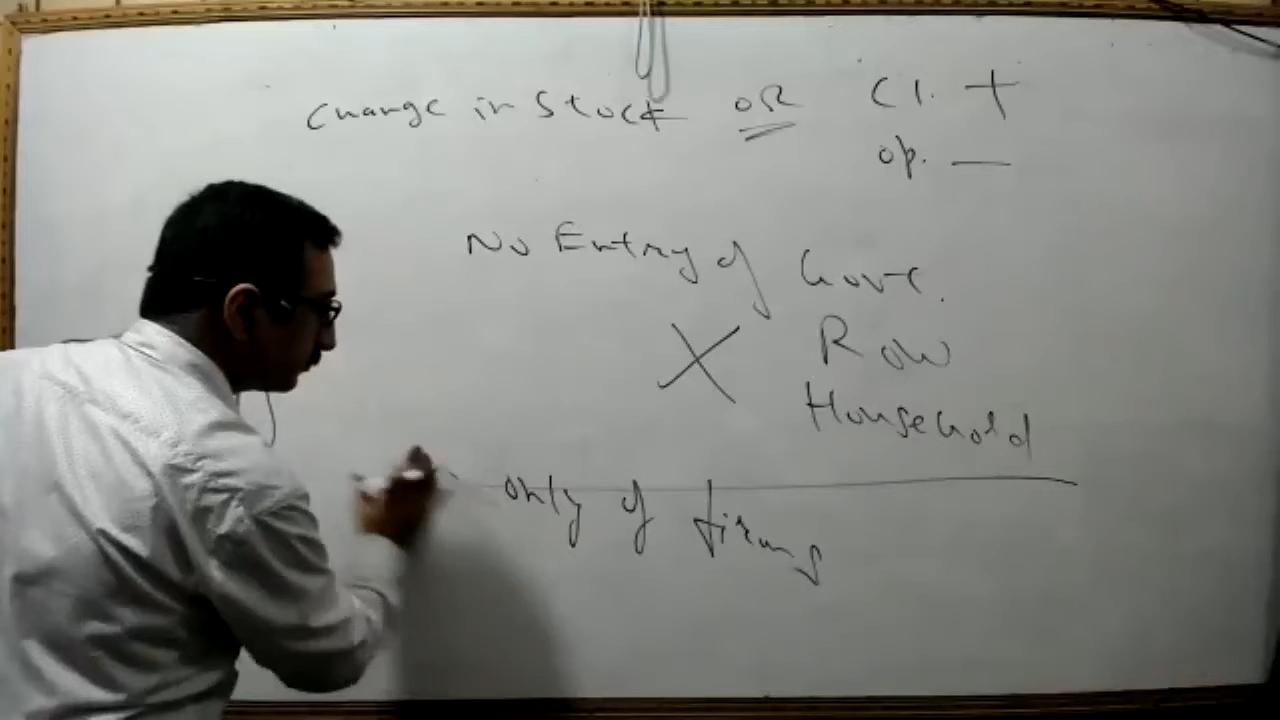 Change in Stock OR Cl. +
op. —
No Entry of Govt.
X Row
Household
only of firms